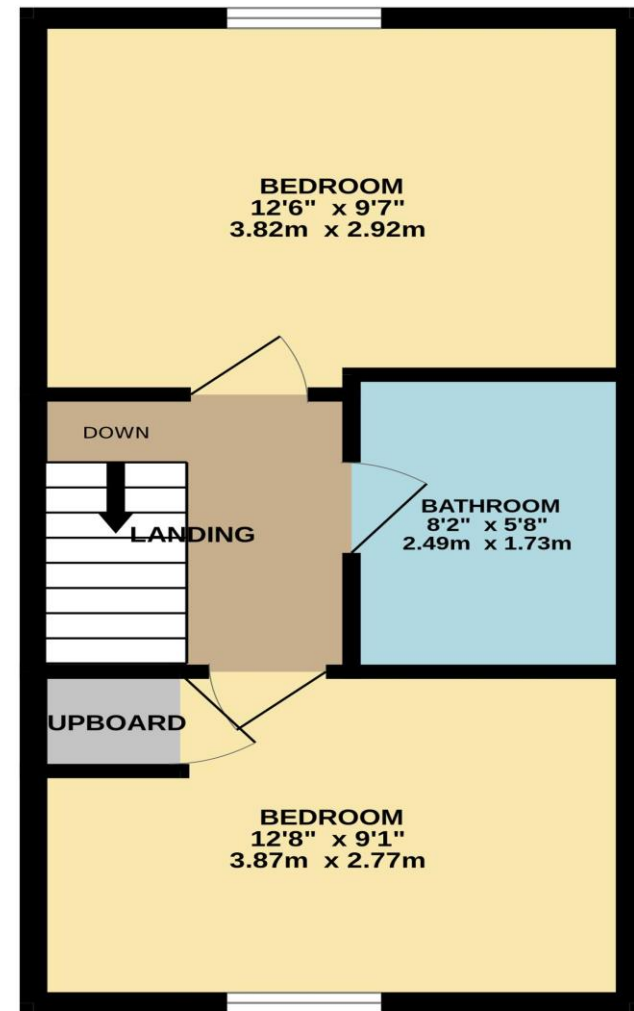 BEDROOM
12'6" x 9'7"
3.82m x 2.92m
DOWN
LANDING
BATHROOM
8'2" x 5'8"
2.49m x 1.73m
UPBOARD
BEDROOM
12'8" x 9'1"
3.87m x 2.77m